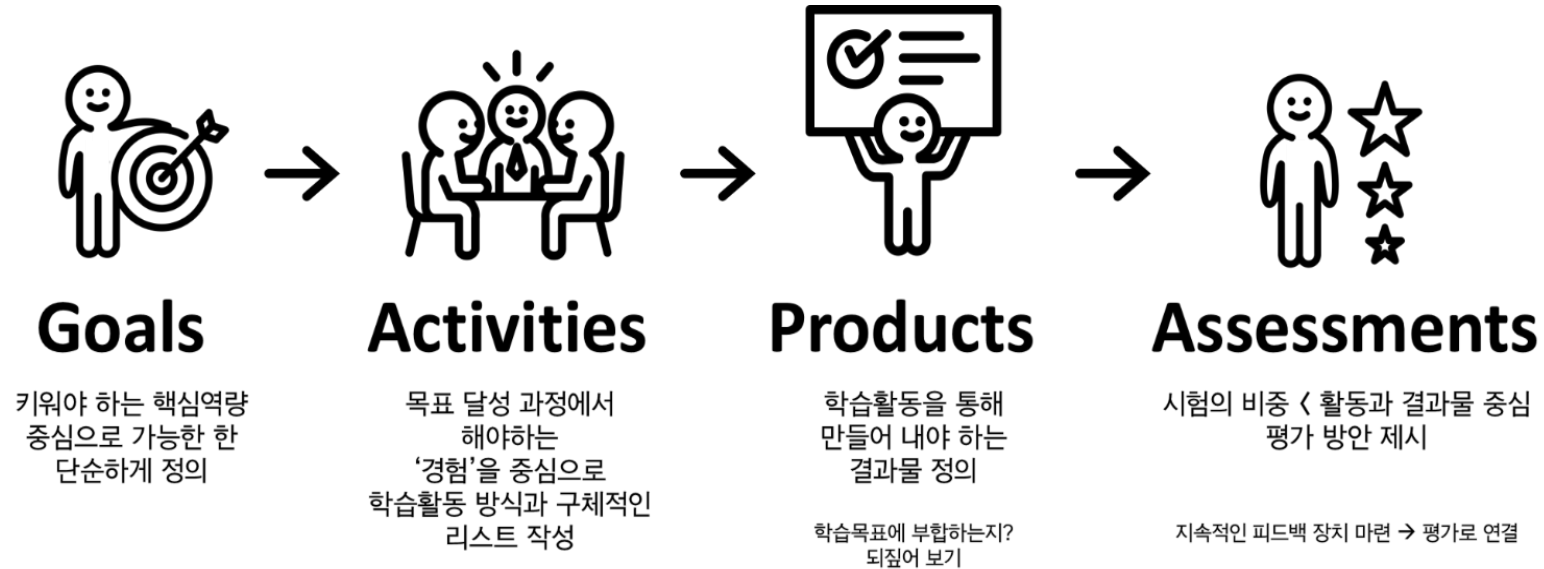 Goals
키워야 하는 핵심역량
중심으로 가능한 한
단순하게 정의
Activities
목표 달성 과정에서
해야하는
‘경험’을 중심으로
학습활동 방식과 구체적인
리스트 작성
Products
학습활동을 통해
만들어 내야 하는
결과물 정의
학습목표에 부합하는지?
되짚어 보기
Assessments
시험의 비중 < 활동과 결과물 중심
평가 방안 제시
지속적인 피드백 장치 마련 → 평가로 연결